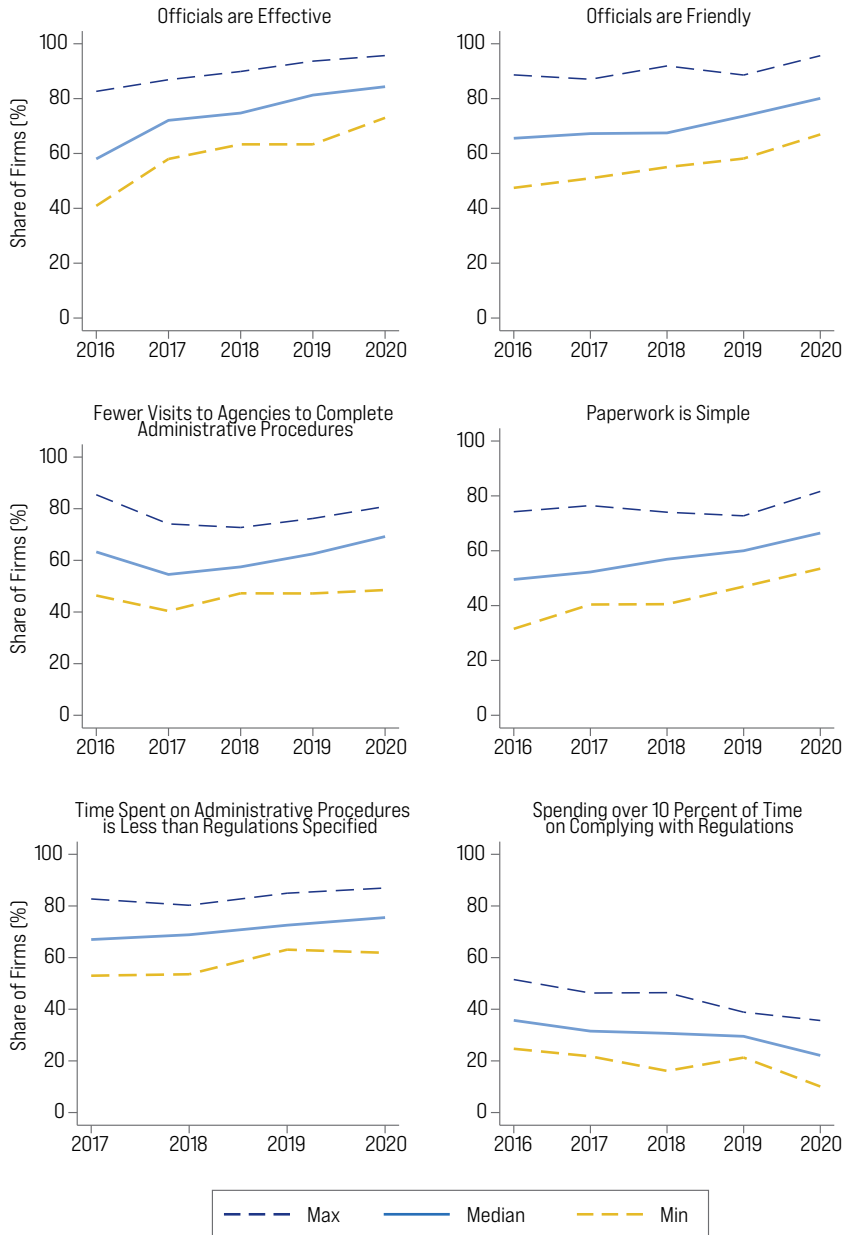 Officials are Effective
Share of Firms (%)
100
80
60
40
20
0
2016 2017 2018 2019 2020
Officials are Friendly
100
80
60
40
20
0
2016 2017 2018 2019 2020
Fewer Visits to Agencies to Complete
Administrative Procedures
Share of Firms (%)
100
80
60
40
20
0
2016 2017 2018 2019 2020
Paperwork is Simple
100
80
60
40
20
0
2016 2017 2018 2019 2020
Time Spent on Administrative Procedures
is Less than Regulations Specified
Share of Firms (%)
100
80
60
40
20
0
2017 2018 2019 2020
Spending over 10 Percent of Time
on Complying with Regulations
100
80
60
40
20
0
2016 2017 2018 2019 2020
Max Median Min